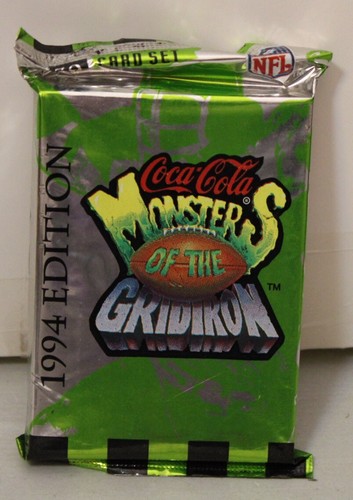 CARD SET
NFL
Coca-Cola
®
MONSTERS
OF THE
GRIDIRON
™
1994 EDITION